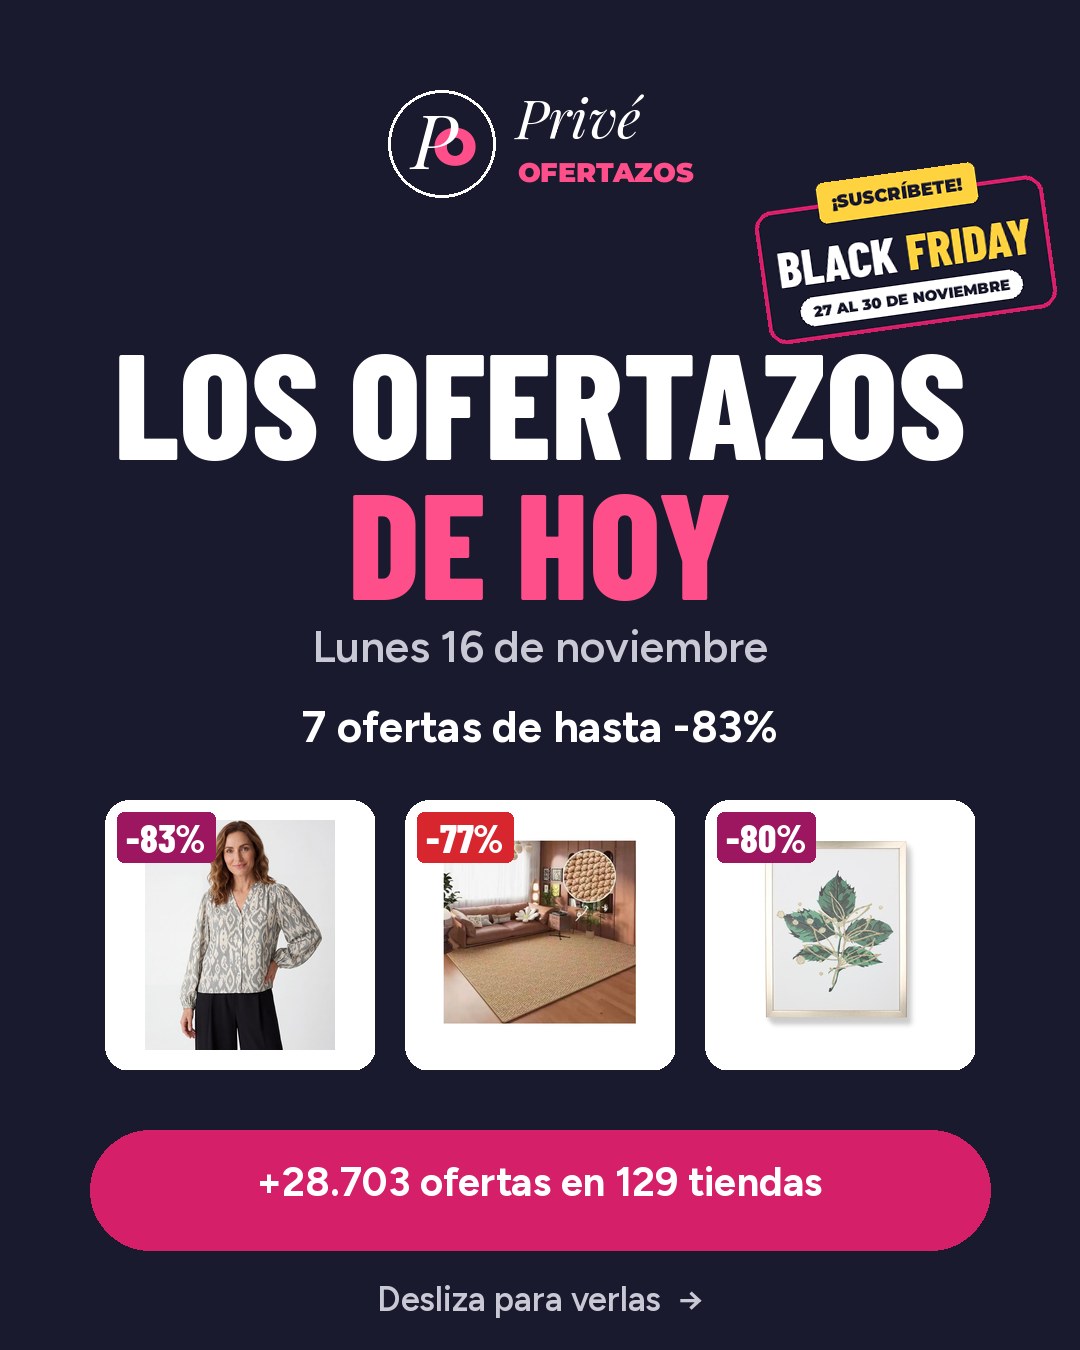 Po
Privé
OFERTAZOS
¡SUSCRÍBETE!
BLACK FRIDAY
27 AL 30 DE NOVIEMBRE
LOS OFERTAZOS
DE HOY
Lunes 16 de noviembre
7 ofertas de hasta -83%
-83%
-77%
-80%
+28.703 ofertas en 129 tiendas
Desliza para verlas →